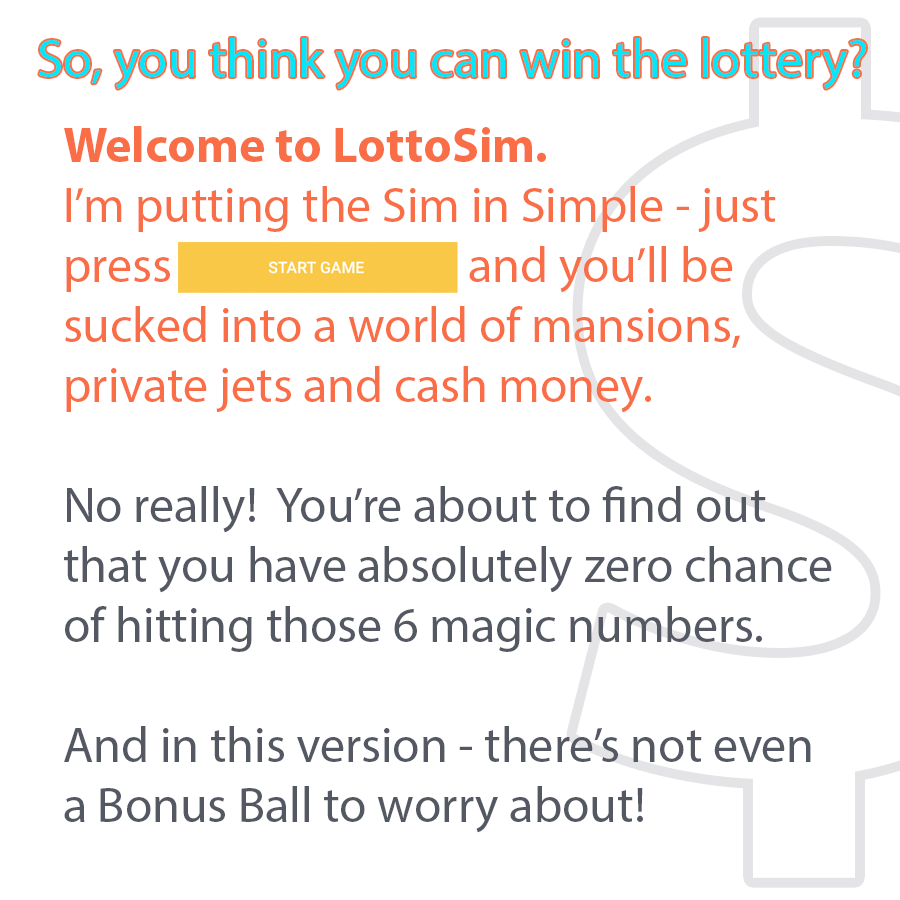 So, you think you can win the lottery?
Welcome to LottoSim.
I'm putting the Sim in Simple - just
press START GAME and you'll be
sucked into a world of mansions,
private jets and cash money.
No really!  You're about to find out
that you have absolutely zero chance
of hitting those 6 magic numbers.
And in this version - there's not even
a Bonus Ball to worry about!